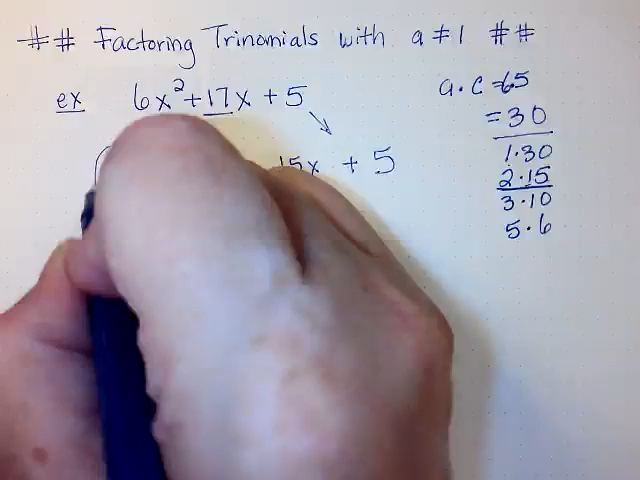 ## Factoring Trinomials with a ≠ 1 ##
ex 6x² + 17x + 5
a·c = 6·5
= 30
1·30
2·15
3·10
5·6
( 15x + 5